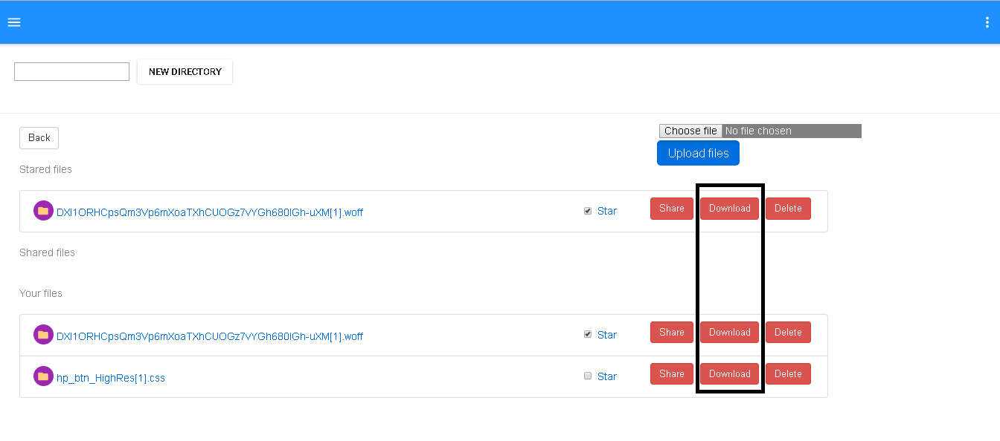 NEW DIRECTORY
Back
Choose file No file chosen
Upload files
Stared files
DXI1ORHCpsQm3Vp6mXoaTXhCUOGz7vYGh680lGh-uXM[1].woff Star Share Download Delete
Shared files
Your files
DXI1ORHCpsQm3Vp6mXoaTXhCUOGz7vYGh680lGh-uXM[1].woff Star Share Download Delete
hp_btn_HighRes[1].css Star Share Download Delete